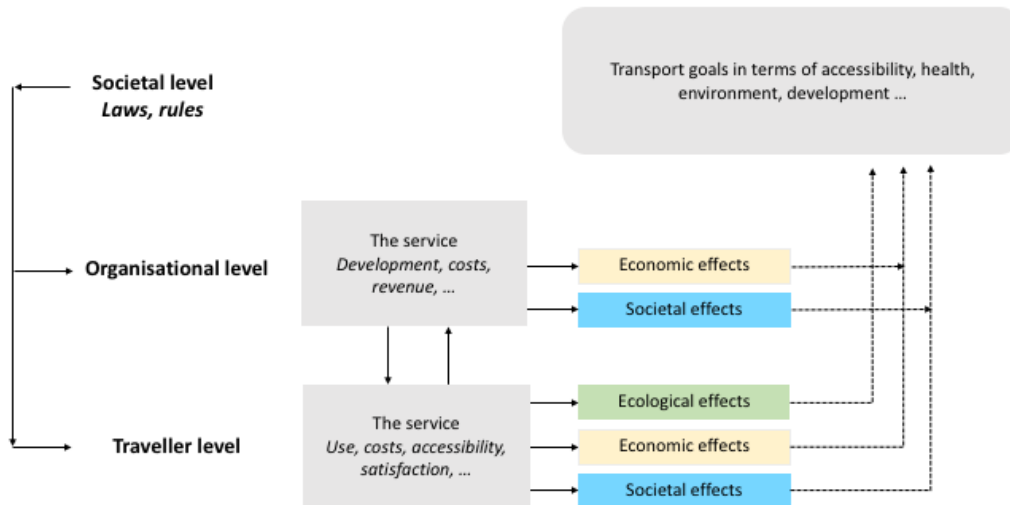 Societal level
Laws, rules
Transport goals in terms of accessibility, health,
environment, development ...
Organisational level
The service
Development, costs,
revenue, ...
Economic effects
Societal effects
Traveller level
The service
Use, costs, accessibility,
satisfaction, ...
Ecological effects
Economic effects
Societal effects